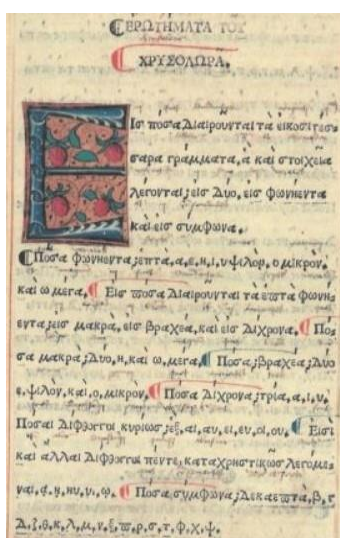 ΕΡΩΤΗΜΑΤΑ ΤΟΥ
ΧΡΥΣΟΛΩΡΑ.
Εἰς πόσα διαιροῦνται τὰ εἰκοσιτέσ
σαρα γράμματα, ἃ καὶ στοιχεῖα
λέγονται; εἰς δύο, εἰς φωνήεντα
καὶ εἰς σύμφωνα.
Πόσα φωνήεντα; ἑπτά, α, ε, η, ι, υψιλον, ο μικρόν,
καὶ ω μέγα, Εἰς πόσα διαιροῦνται τὰ ἑπτὰ φωνή
εντα; εἰς μακρά, εἰς βραχέα, καὶ εἰς δίχρονα, Πό
σα μακρά; δύο, η, καὶ ω, μέγα, Πόσα βραχέα; δύο
ε, ψιλόν, καὶ, ο, μικρόν, Πόσα δίχρονα; τρία, α, ι, υ,
Πόσαι δίφθογγοι κυρίως; ἕξ, αι, αυ, ει, ευ, οι, ου, Εἰσὶ
καὶ ἄλλαι δίφθογγοι πέντε, καταχρηστικῶς λεγόμε
ναι, ᾳ, ῃ, ηυ, υι, ῳ, Πόσα σύμφωνα; δεκαεπτά, β, γ
δ, ζ, θ, κ, λ, μ, ν, ξ, π, ρ, σ, τ, φ, χ, ψ.